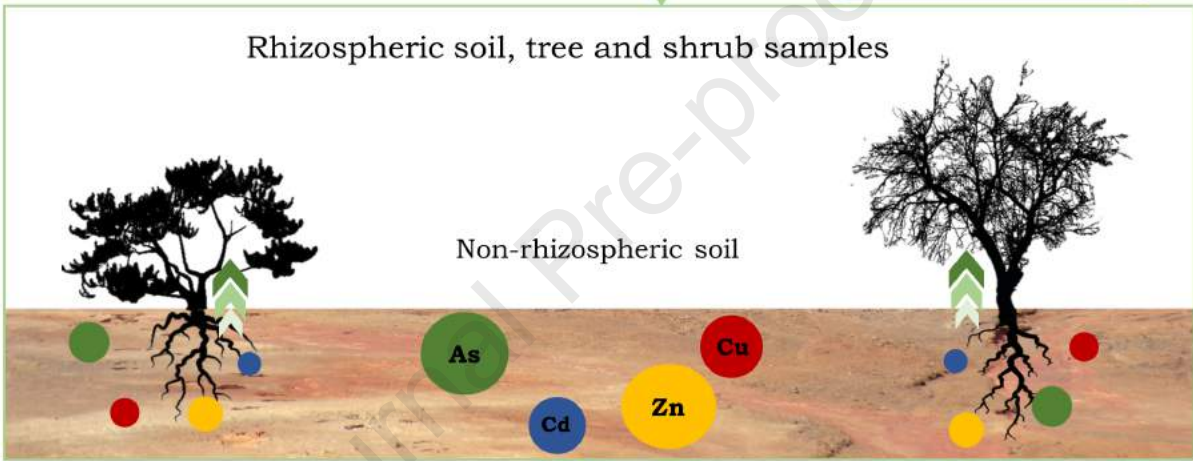 Rhizospheric soil, tree and shrub samples
Non-rhizospheric soil
As
Cu
Zn
Cd